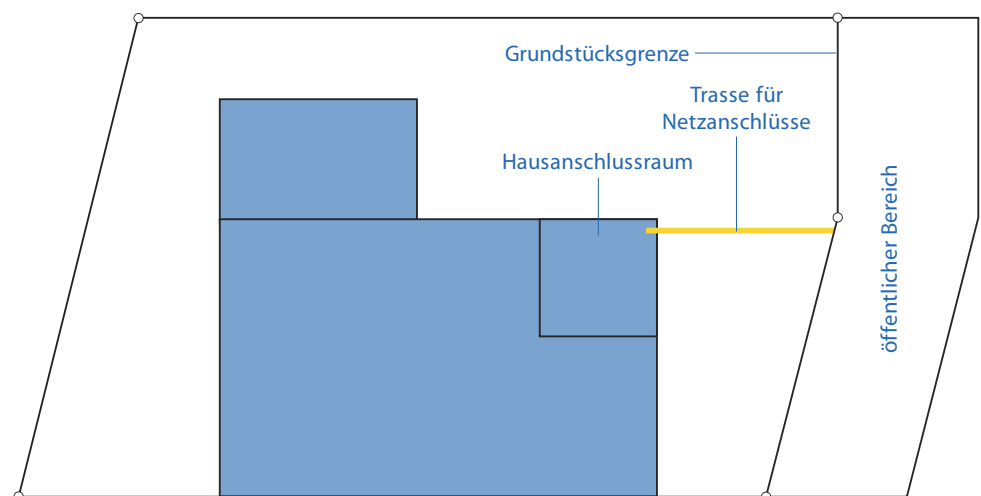 Grundstücksgrenze
Trasse für
Netzanschlüsse
Hausanschlussraum
öffentlicher Bereich